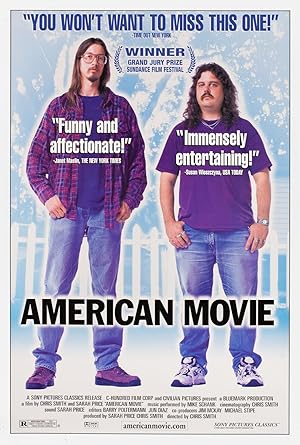 "YOU WON'T WANT TO MISS THIS ONE!"
-TIME OUT NEW YORK
WINNER
GRAND JURY PRIZE
SUNDANCE FILM FESTIVAL
"Funny and
affectionate!"
-Janet Maslin, THE NEW YORK TIMES
"Immensely
entertaining!"
-Susan Wloszczyna, USA TODAY
AMERICAN MOVIE
A SONY PICTURES CLASSICS RELEASE C-HUNDRED FILM CORP AND CIVILIAN PICTURES present a BLUEMARK PRODUCTION
a film by CHRIS SMITH and SARAH PRICE "AMERICAN MOVIE" music performed by MIKE SCHANK cinematography CHRIS SMITH
sound SARAH PRICE editors BARRY POLTERMANN JUN DIAZ co-producers JIM MCKAY MICHAEL STIPE
produced by SARAH PRICE CHRIS SMITH directed by CHRIS SMITH
R
americanmovie.com
SONY PICTURES CLASSICS